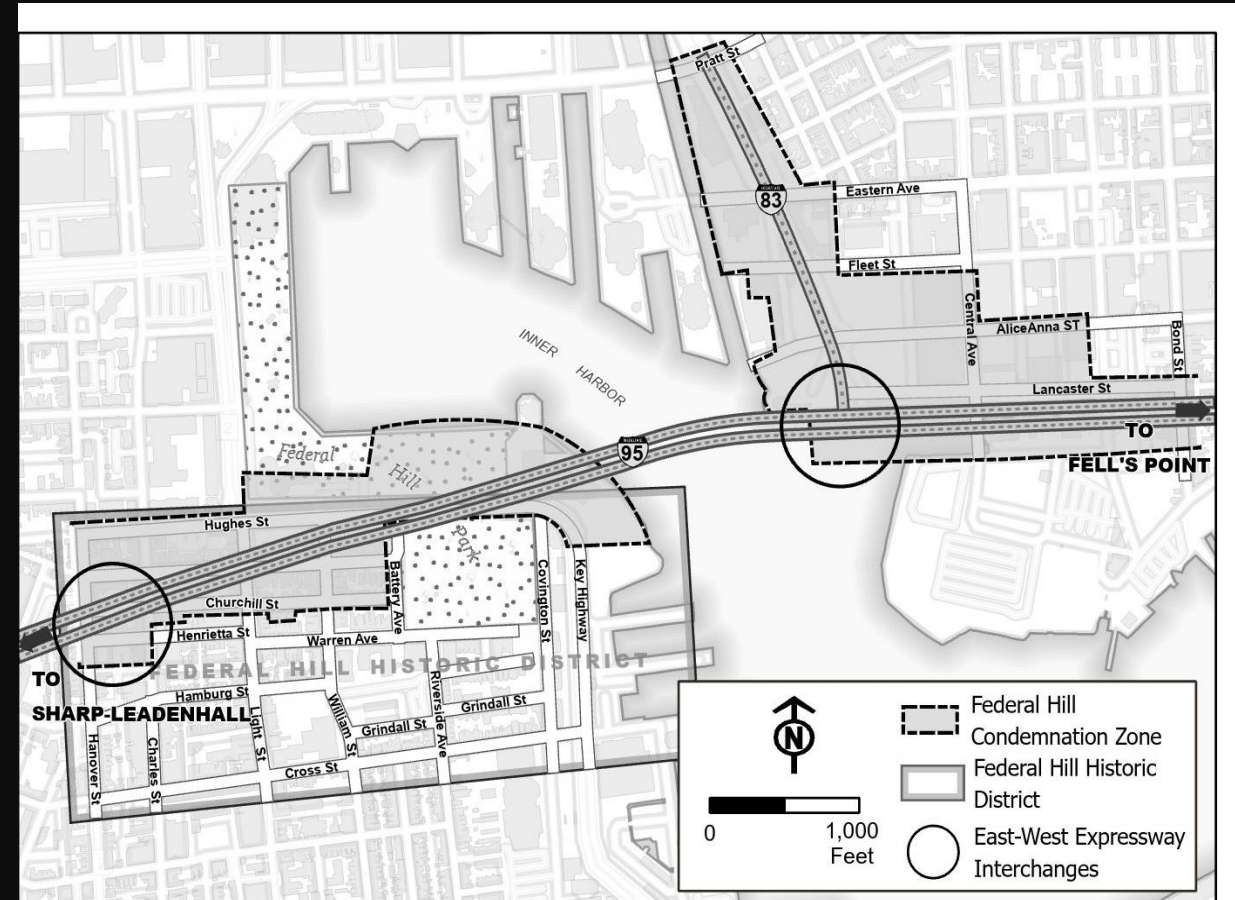 Pratt St
INTERSTATE
83
Eastern Ave
Fleet St
Central Ave
AliceAnna ST
Bond St
Lancaster St
INNER
HARBOR
95
TO
FELL'S POINT
Federal
Hill
Park
Hughes St
Churchill St
Battery Ave
Covington St
Key Highway
Henrietta St
Warren Ave
FEDERAL HILL HISTORIC DISTRICT
TO
SHARP-LEADENHALL
Hamburg St
Light St
William St
Riverside Ave
Grindall St
Grindall St
Hanover St
Charles St
Cross St
N
0
1,000
Feet
Federal Hill
Condemnation Zone
Federal Hill Historic
District
East-West Expressway
Interchanges